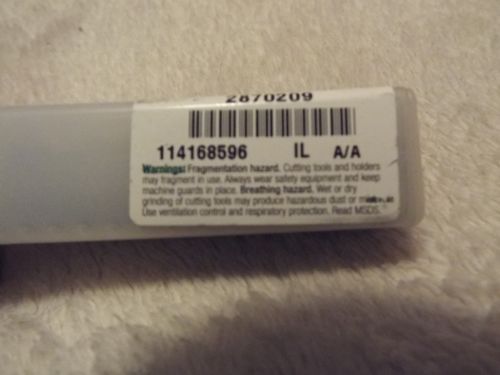 2870209
114168596 IL A/A
Warnings: Fragmentation hazard. Cutting tools and holders
may fragment in use. Always wear safety equipment and keep
machine guards in place. Breathing hazard. Wet or dry
grinding of cutting tools may produce hazardous dust or
Use ventilation control and respiratory protection. Read MSDS.